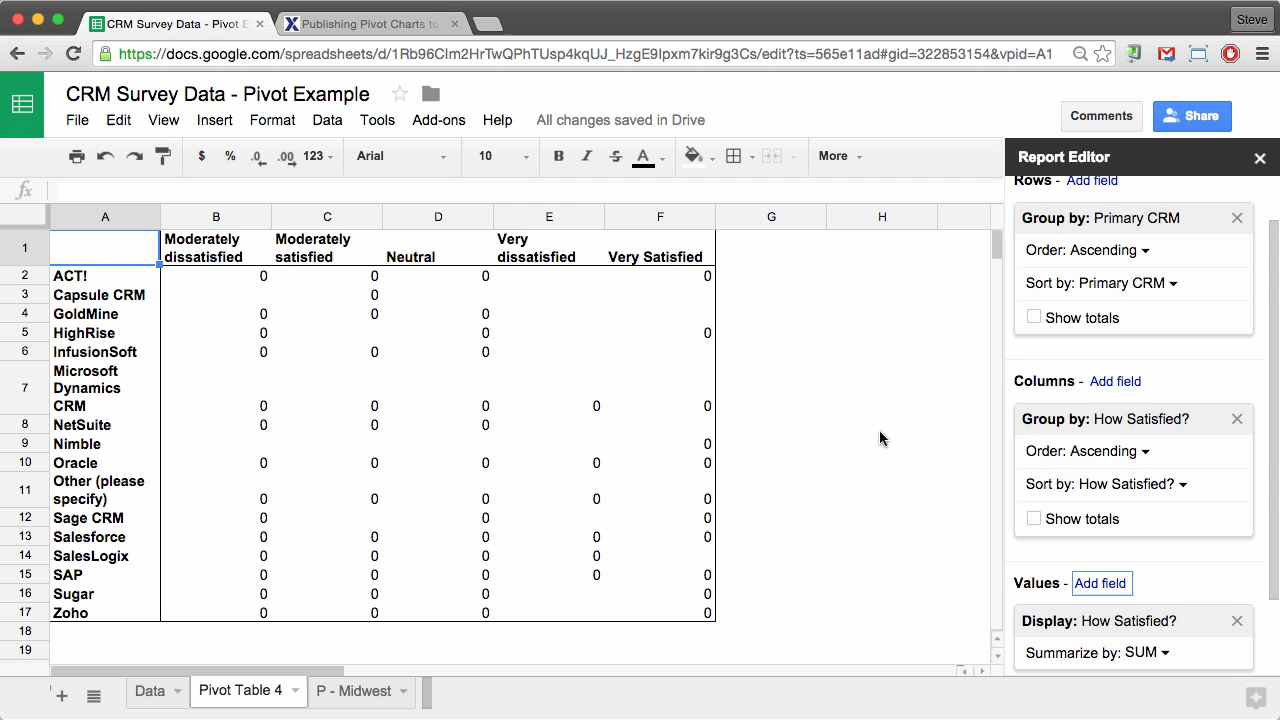 CRM Survey Data - Pivot E
Publishing Pivot Charts to
Steve
https://docs.google.com/spreadsheets/d/1Rb96CIm2HrTwQPhTUsp4kqUJ_HzgE9Ipxm7kir9g3Cs/edit?ts=565e11ad#gid=322853154&vpid=A1
CRM Survey Data - Pivot Example
File Edit View Insert Format Data Tools Add-ons Help All changes saved in Drive
Comments
Share
$ % .0 .00 123 Arial 10 B I S A More
Report Editor
fx
Rows - Add field
A B C D E F G H
Group by: Primary CRM
Order: Ascending
Sort by: Primary CRM
Show totals
Columns - Add field
Group by: How Satisfied?
Order: Ascending
Sort by: How Satisfied?
Show totals
Values - Add field
Display: How Satisfied?
Summarize by: SUM
1 Moderately dissatisfied Moderately satisfied Neutral Very dissatisfied Very Satisfied
2 ACT! 0 0 0 0
3 Capsule CRM 0
4 GoldMine 0 0 0
5 HighRise 0 0 0
6 InfusionSoft 0 0 0
7 Microsoft Dynamics CRM 0 0 0 0 0
8 NetSuite 0 0 0
9 Nimble 0
10 Oracle 0 0 0 0 0
11 Other (please specify) 0 0 0 0 0
12 Sage CRM 0 0 0
13 Salesforce 0 0 0 0 0
14 SalesLogix 0 0 0 0
15 SAP 0 0 0 0 0
16 Sugar 0 0 0 0
17 Zoho 0 0 0 0
18
19
Data Pivot Table 4 P - Midwest